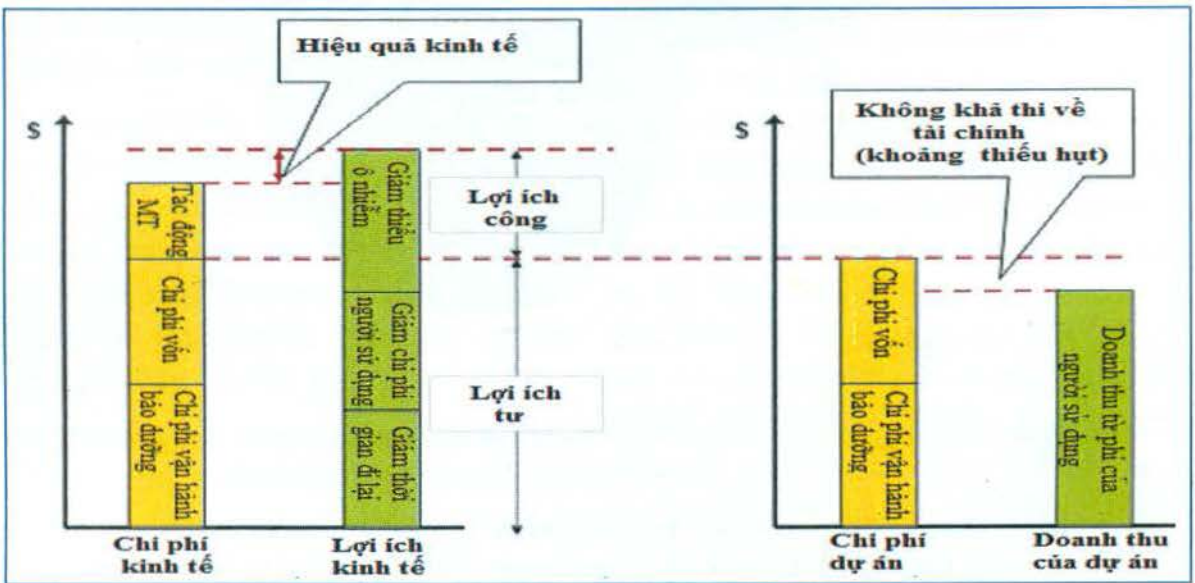 Hiệu quả kinh tế
Không khả thi về
tài chính
(khoảng thiếu hụt)
$
Tác động
MT
Chi phí vốn
Chi phí vận hành
bảo dưỡng
Giảm thiểu
ô nhiễm
Giảm chi phí
người sử dụng
Giảm thời
gian đi lại
Lợi ích
công
Lợi ích
tư
Chi phí
kinh tế
Lợi ích
kinh tế
$
Chi phí vốn
Chi phí vận hành
bảo dưỡng
Doanh thu từ phí của
người sử dụng
Chi phí
dự án
Doanh thu
của dự án